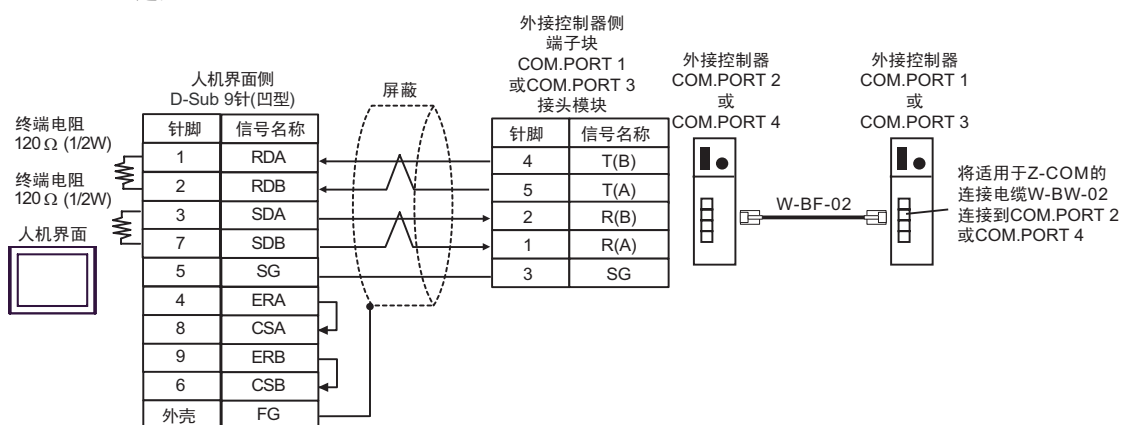 外接控制器侧
端子块
COM.PORT 1
或COM.PORT 3
接头模块
人机界面侧
D-Sub 9针(凹型)
屏蔽
外接控制器
COM.PORT 2
或
COM.PORT 4
外接控制器
COM.PORT 1
或
COM.PORT 3
终端电阻
120Ω (1/2W)
终端电阻
120Ω (1/2W)
人机界面
针脚 信号名称
1 RDA
2 RDB
3 SDA
7 SDB
5 SG
4 ERA
8 CSA
9 ERB
6 CSB
外壳 FG
针脚 信号名称
4 T(B)
5 T(A)
2 R(B)
1 R(A)
3 SG
W-BF-02
将适用于Z-COM的
连接电缆W-BW-02
连接到COM.PORT 2
或COM.PORT 4